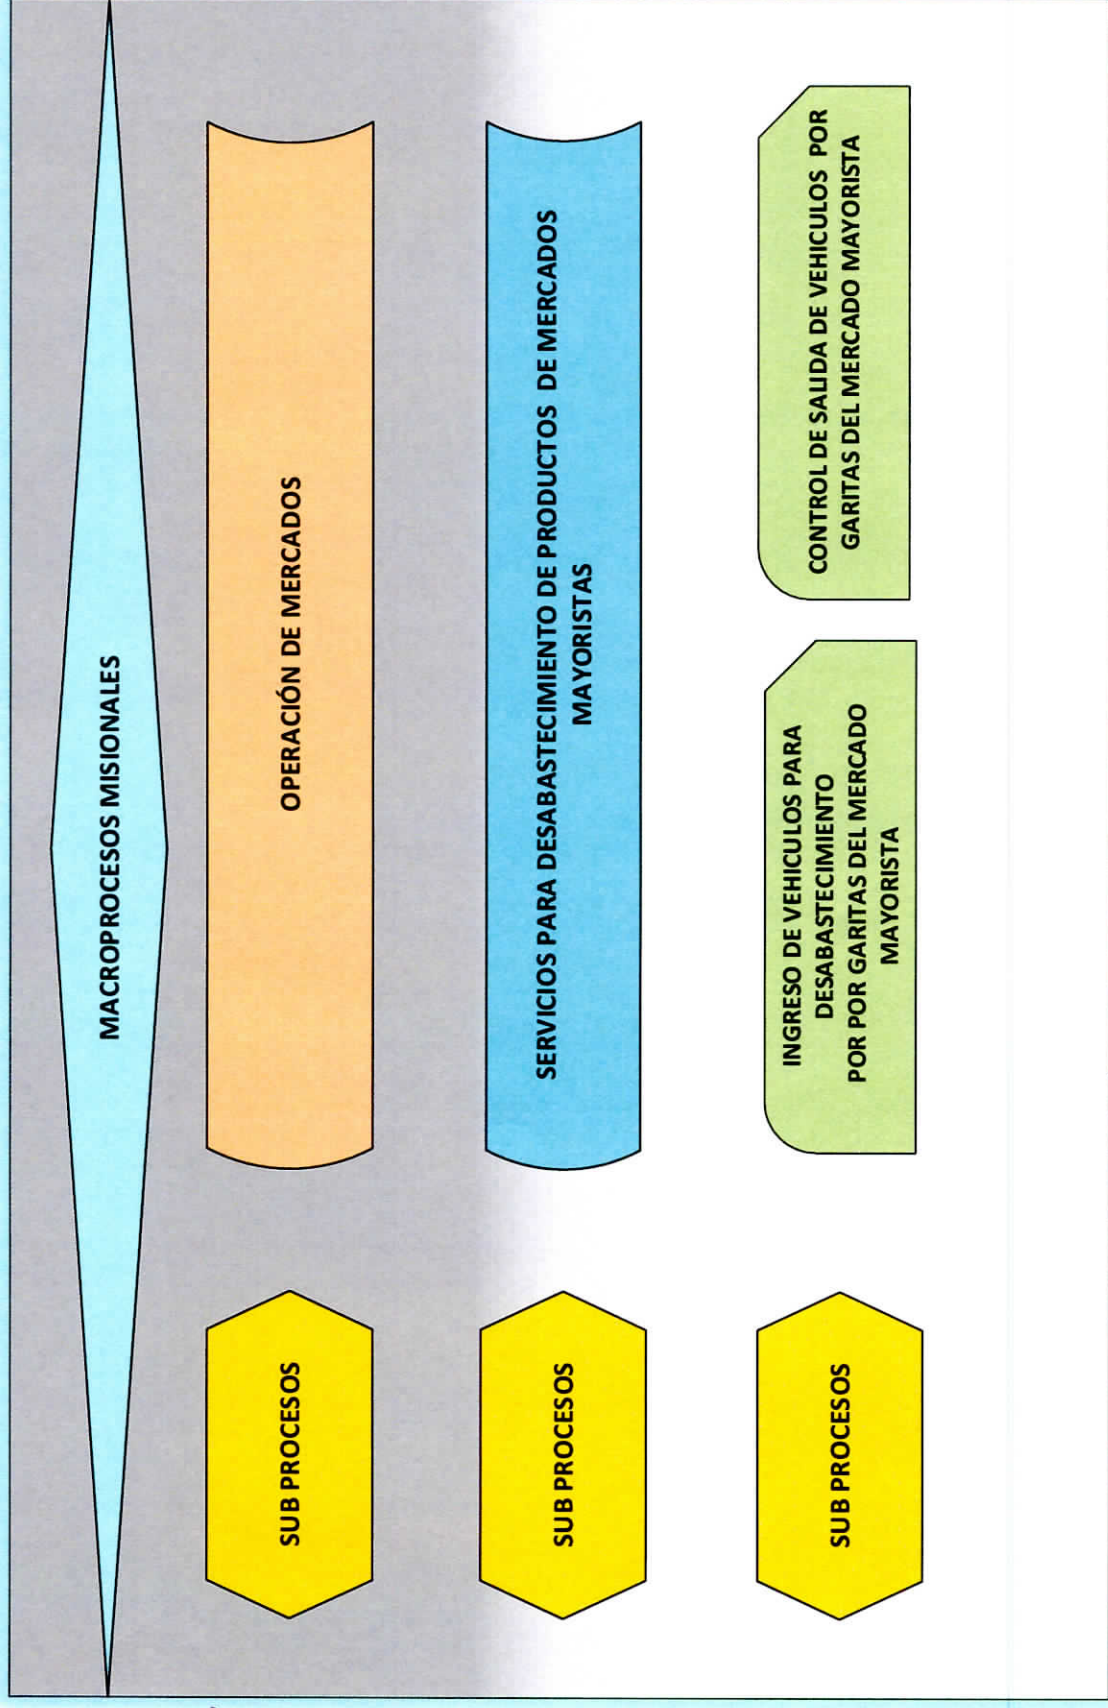 MACROPROCESOS MISIONALES
SUB PROCESOS
OPERACIÓN DE MERCADOS
SUB PROCESOS
SERVICIOS PARA DESABASTECIMIENTO DE PRODUCTOS DE MERCADOS
MAYORISTAS
SUB PROCESOS
INGRESO DE VEHICULOS PARA
DESABASTECIMIENTO
POR POR GARITAS DEL MERCADO
MAYORISTA
CONTROL DE SALIDA DE VEHICULOS POR
GARITAS DEL MERCADO MAYORISTA